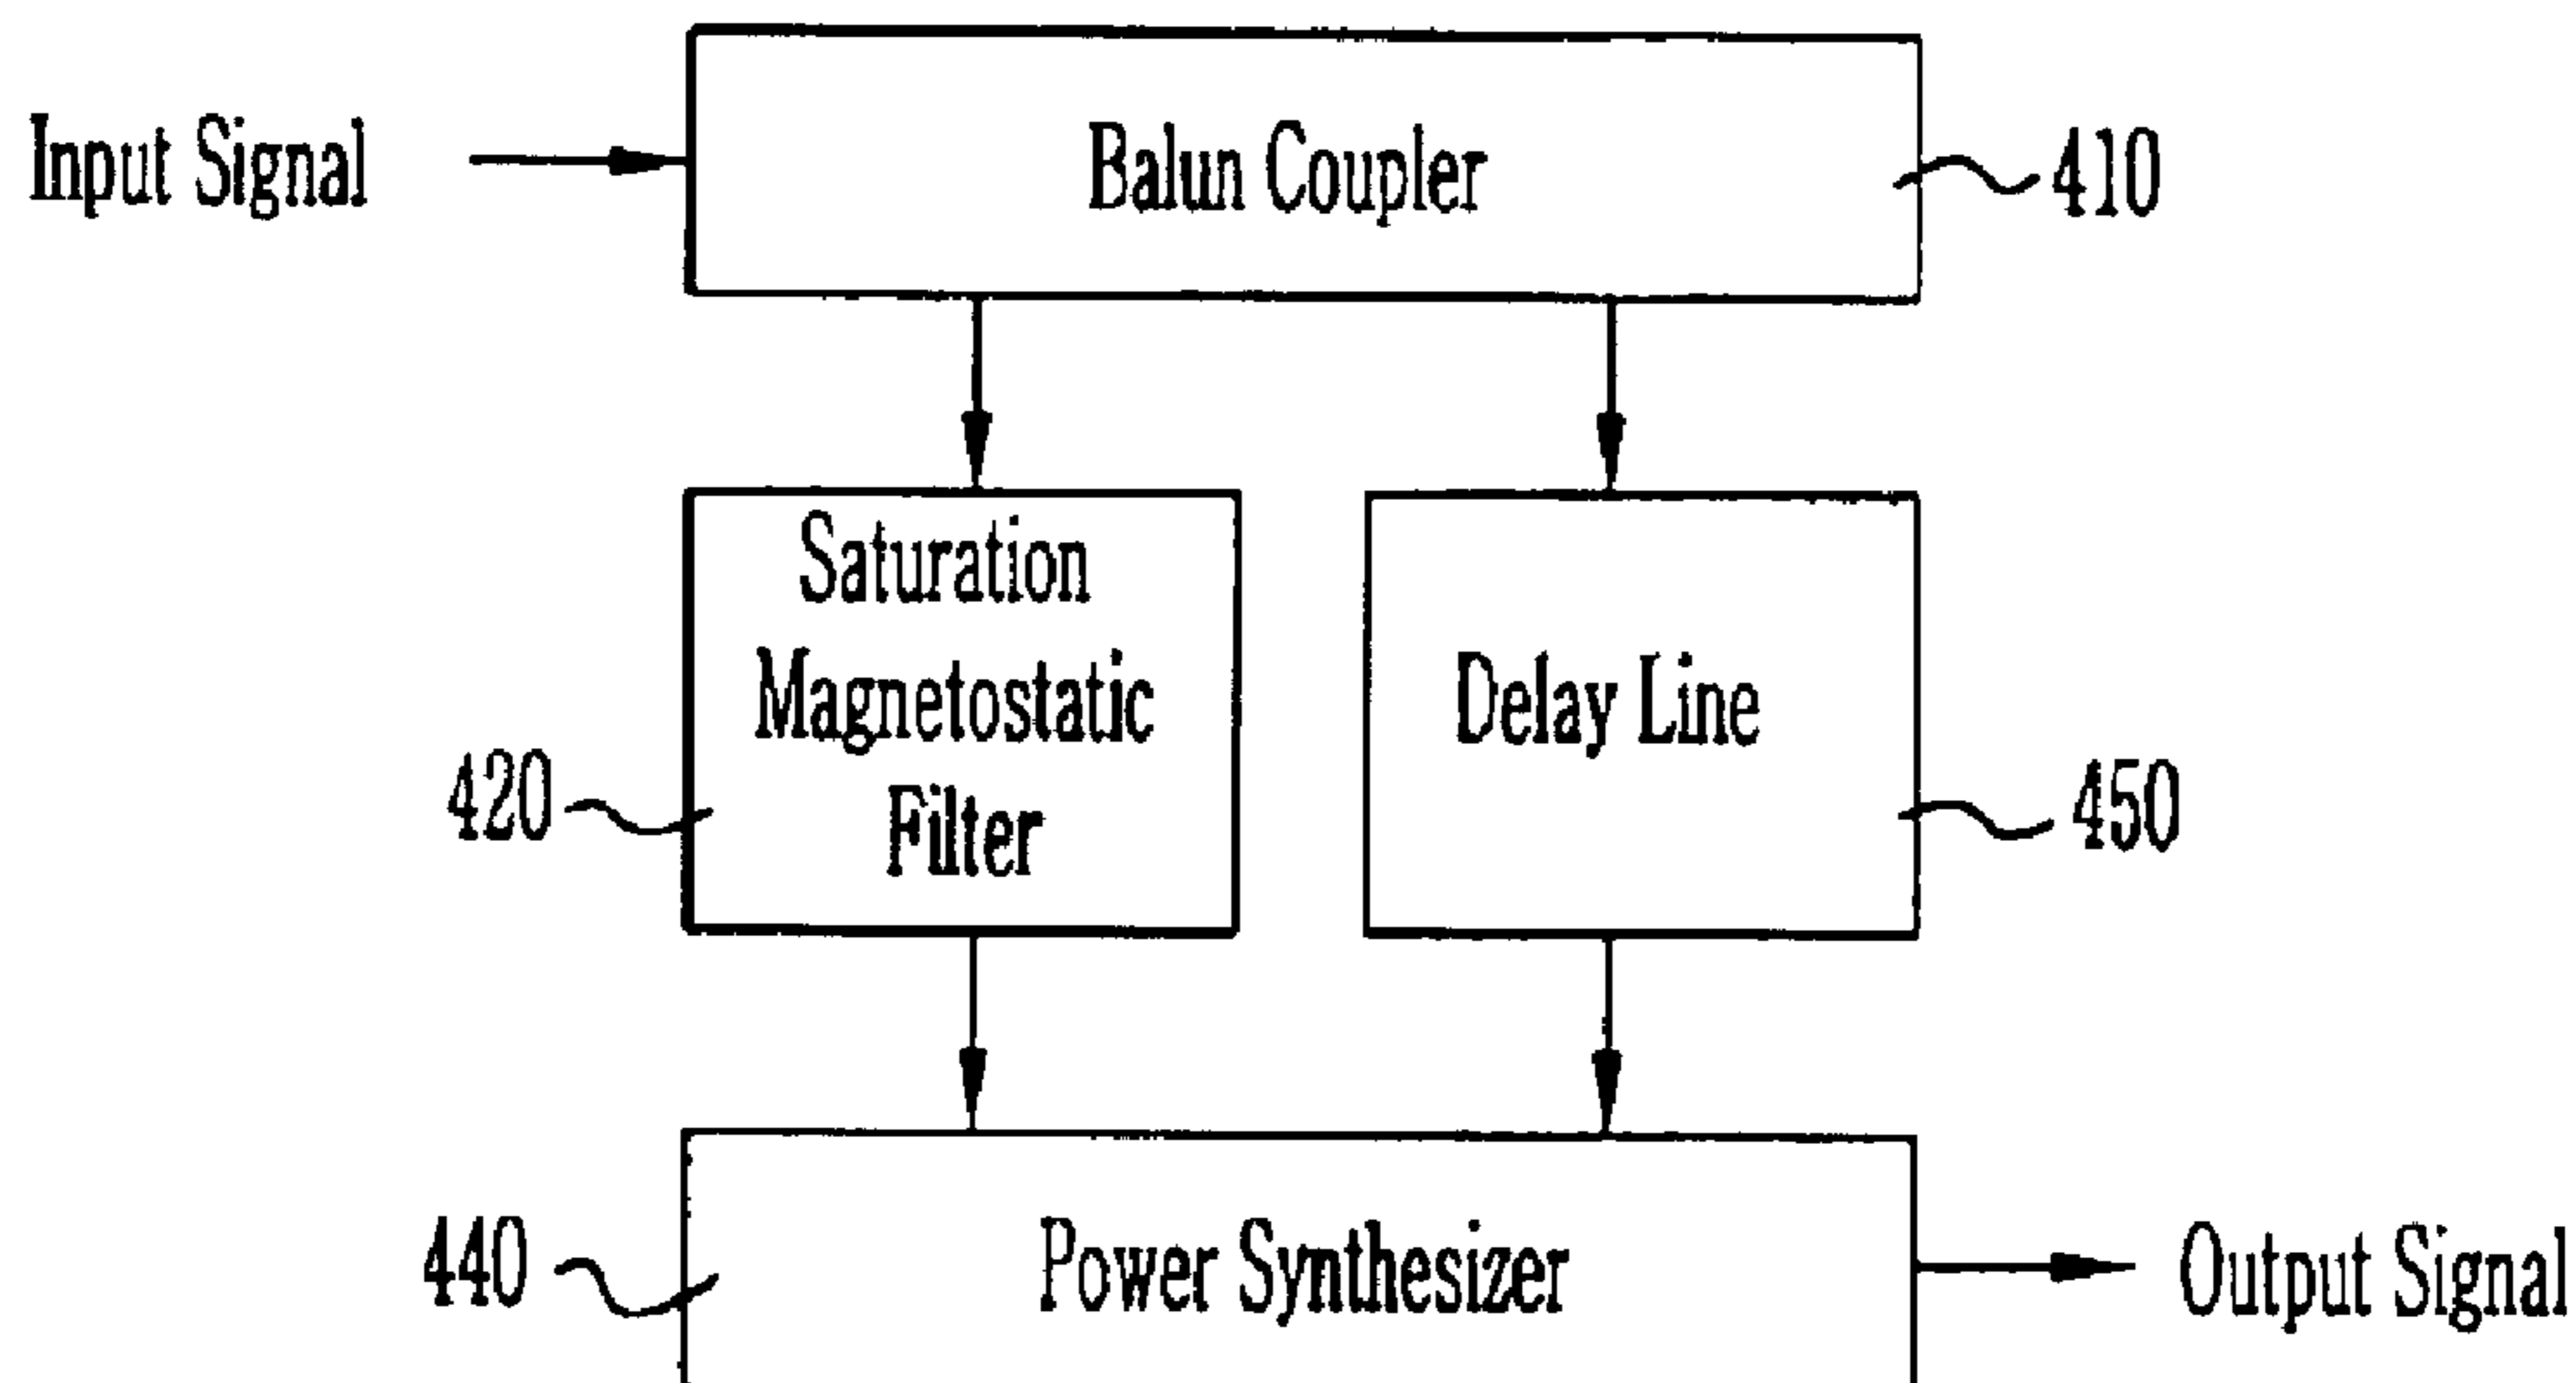 Input Signal
Balun Coupler
410
Saturation
Magnetostatic
Filter
Delay Line
420
450
440
Power Synthesizer
Output Signal